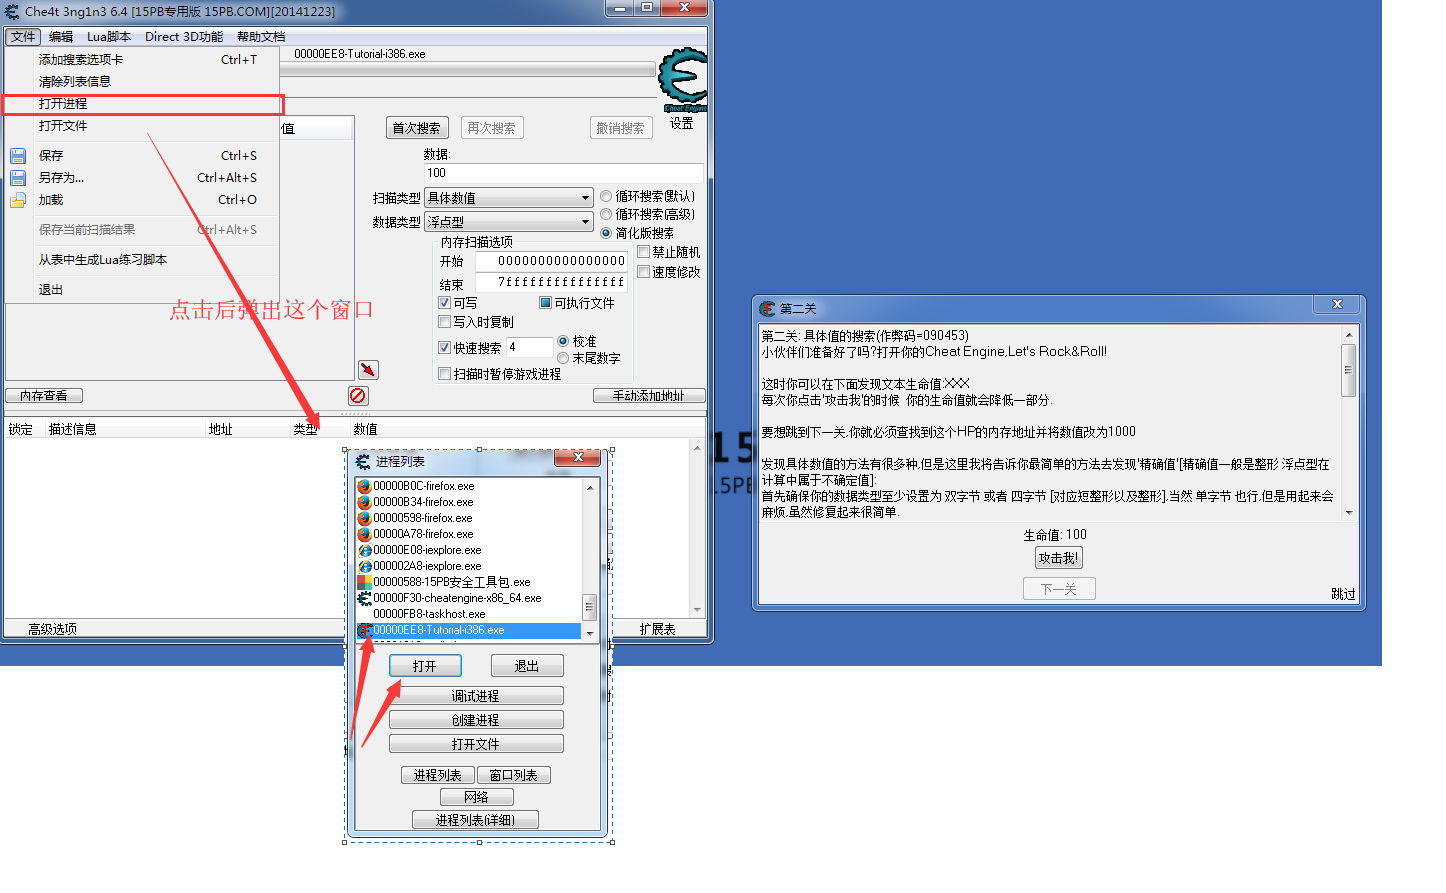 Che4t 3ng1n3 6.4 [15PB专用版 15PB.COM][20141223]
文件 编辑 Lua脚本 Direct 3D功能 帮助文档
00000EE8-Tutorial-i386.exe
添加搜索选项卡 Ctrl+T
清除列表信息
打开进程
打开文件
保存 Ctrl+S
另存为... Ctrl+Alt+S
加载 Ctrl+O
保存当前扫描结果 Ctrl+Alt+S
从表中生成Lua练习脚本
退出
点击后弹出这个窗口
值
Cheat Engine
设置
首次搜索 再次搜索 撤销搜索
数据:
100
扫描类型 具体数值
数据类型 浮点型
循环搜索(默认)
循环搜索(高级)
简化版搜索
内存扫描选项
开始 0000000000000000
结束 7fffffffffffffff
禁止随机
速度修改
可写 可执行文件
写入时复制
快速搜索 4 校准
末尾数字
扫描时暂停游戏进程
内存查看 手动添加地址
锁定 描述信息 地址 类型 数值
高级选项 扩展表
进程列表
00000B0C-firefox.exe
00000B34-firefox.exe
00000598-firefox.exe
00000A78-firefox.exe
00000E08-iexplore.exe
000002A8-iexplore.exe
00000588-15PB安全工具包.exe
00000F30-cheatengine-x86_64.exe
00000FB8-taskhost.exe
00000EE8-Tutorial-i386.exe
打开 退出
调试进程
创建进程
打开文件
进程列表 窗口列表
网络
进程列表(详细)
15
15PB
第二关
第二关: 具体值的搜索(作弊码=090453)
小伙伴们准备好了吗?打开你的Cheat Engine,Let's Rock&Roll!
这时你可以在下面发现文本生命值:XXX
每次你点击'攻击我'的时候 你的生命值就会降低一部分.
要想跳到下一关,你就必须查找到这个HP的内存地址并将数值改为1000
发现具体数值的方法有很多种,但是这里我将告诉你最简单的方法去发现'精确值'[精确值一般是整形 浮点型在
计算中属于不确定值]:
首先确保你的数据类型至少设置为 双字节 或者 四字节 [对应短整形以及整形],当然 单字节 也行,但是用起来会
麻烦,虽然修复起来很简单.
生命值: 100
攻击我!
下一关
跳过